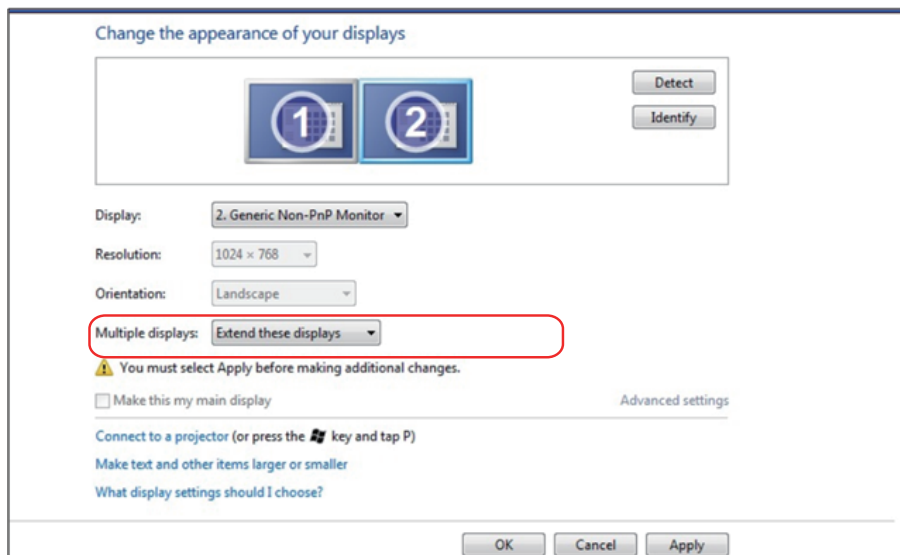 Change the appearance of your displays
1 2
Detect
Identify
Display: 2. Generic Non-PnP Monitor
Resolution: 1024 × 768
Orientation: Landscape
Multiple displays: Extend these displays
You must select Apply before making additional changes.
Make this my main display Advanced settings
Connect to a projector (or press the key and tap P)
Make text and other items larger or smaller
What display settings should I choose?
OK Cancel Apply